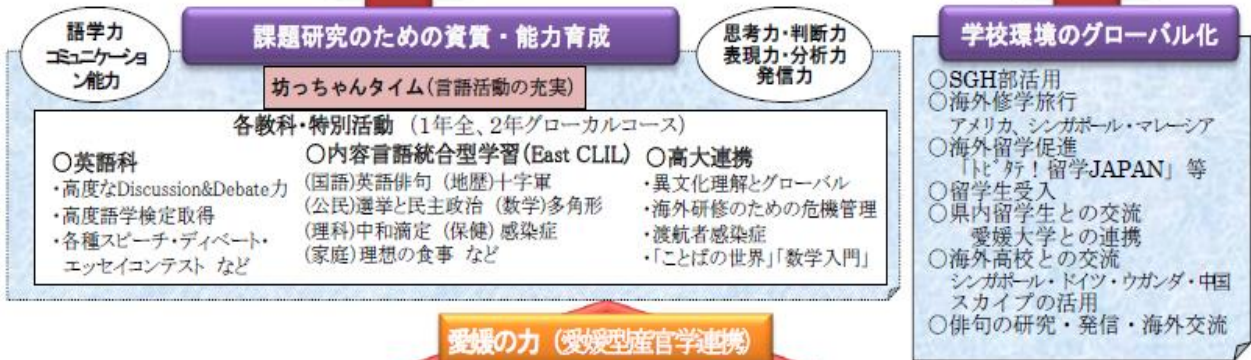 語学力
コミュニケーショ
ン能力
課題研究のための資質・能力育成
思考力・判断力
表現力・分析力
発信力
坊っちゃんタイム(言語活動の充実)
各教科・特別活動 (1年全、2年グローカルコース)
○英語科
・高度なDiscussion&Debate力
・高度語学検定取得
・各種スピーチ・ディベート・
エッセイコンテスト など
○内容言語統合型学習(East CLIL)
(国語)英語俳句 (地歴)十字軍
(公民)選挙と民主政治 (数学)多角形
(理科)中和滴定 (保健) 感染症
(家庭)理想の食事 など
○高大連携
・異文化理解とグローバル
・海外研修のための危機管理
・渡航者感染症
・「ことばの世界」「数学入門」
学校環境のグローバル化
○SGH部活用
○海外修学旅行
アメリカ、シンガポール・マレーシア
○海外留学促進
「トビタテ!留学JAPAN」等
○留学生受入
○県内留学生との交流
愛媛大学との連携
○海外高校との交流
シンガポール・ドイツ・ウガンダ・中国
スカイプの活用
○俳句の研究・発信・海外交流
愛媛の力 (愛媛型産官学連携)